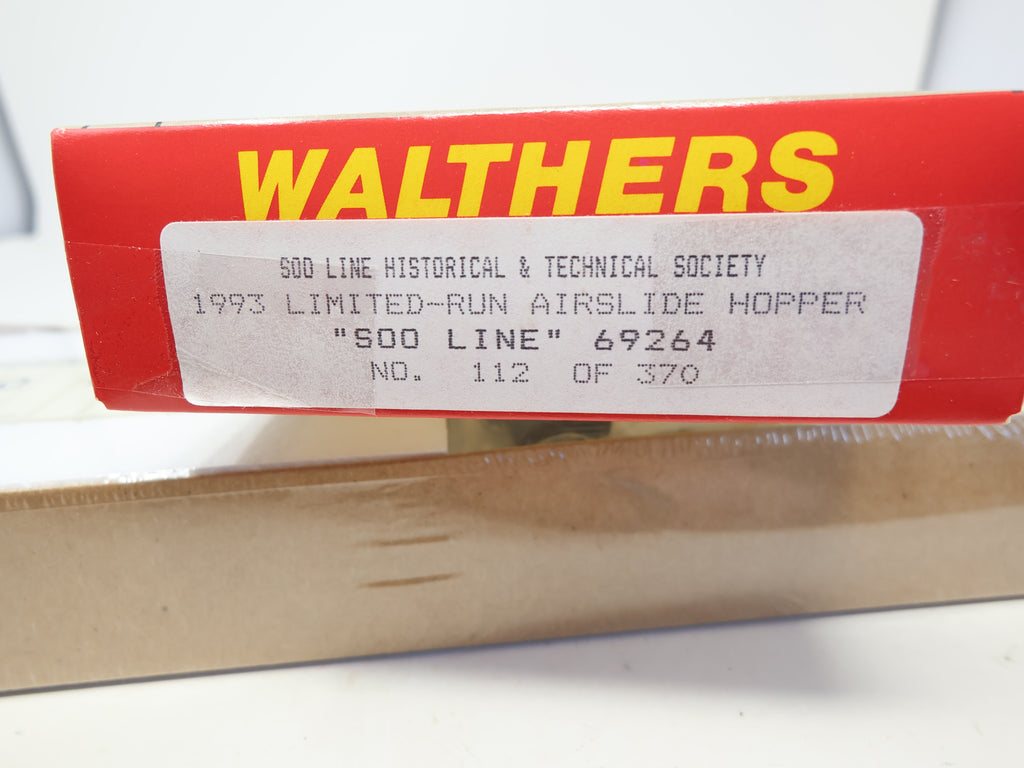 WALTHERS
SOO LINE HISTORICAL & TECHNICAL SOCIETY
1993 LIMITED-RUN AIRSLIDE HOPPER
"SOO LINE" 69264
NO. 112 OF 370